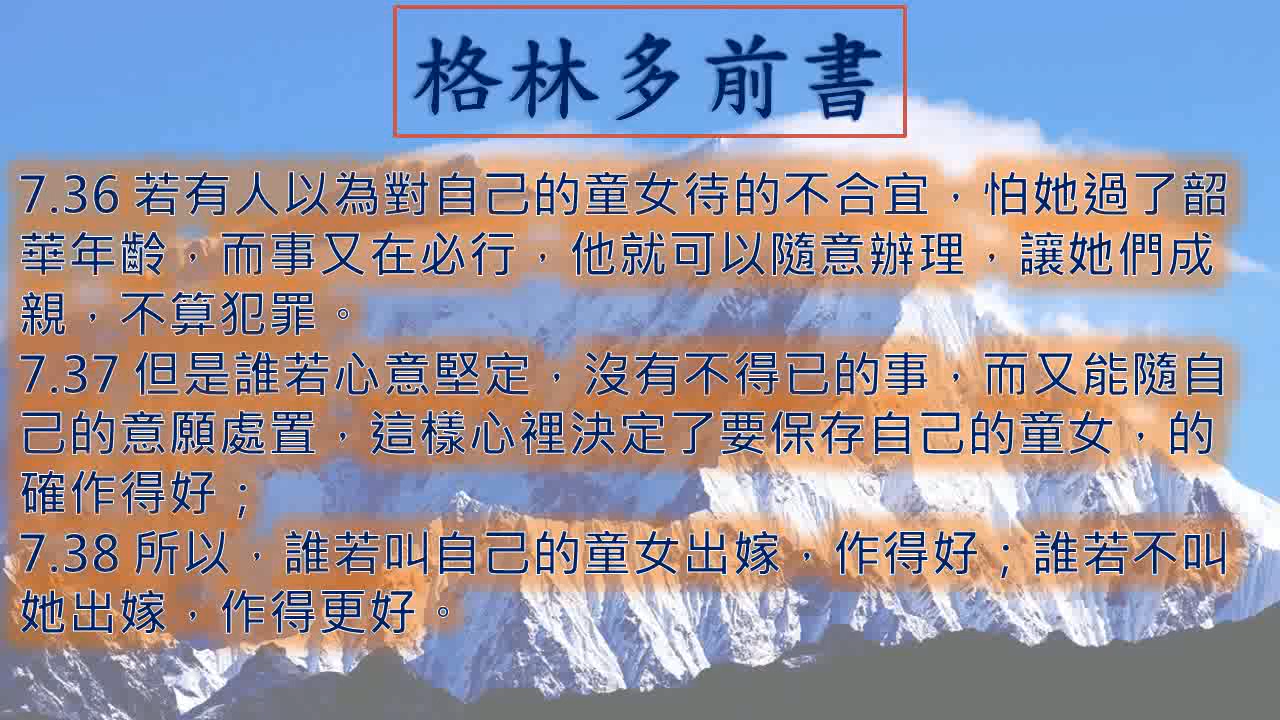 格林多前書
7.36 若有人以為對自己的童女待的不合宜，怕她過了韶
華年齡，而事又在必行，他就可以隨意辦理，讓她們成
親，不算犯罪。
7.37 但是誰若心意堅定，沒有不得已的事，而又能隨自
己的意願處置，這樣心裡決定了要保存自己的童女，的
確作得好；
7.38 所以，誰若叫自己的童女出嫁，作得好；誰若不叫
她出嫁，作得更好。